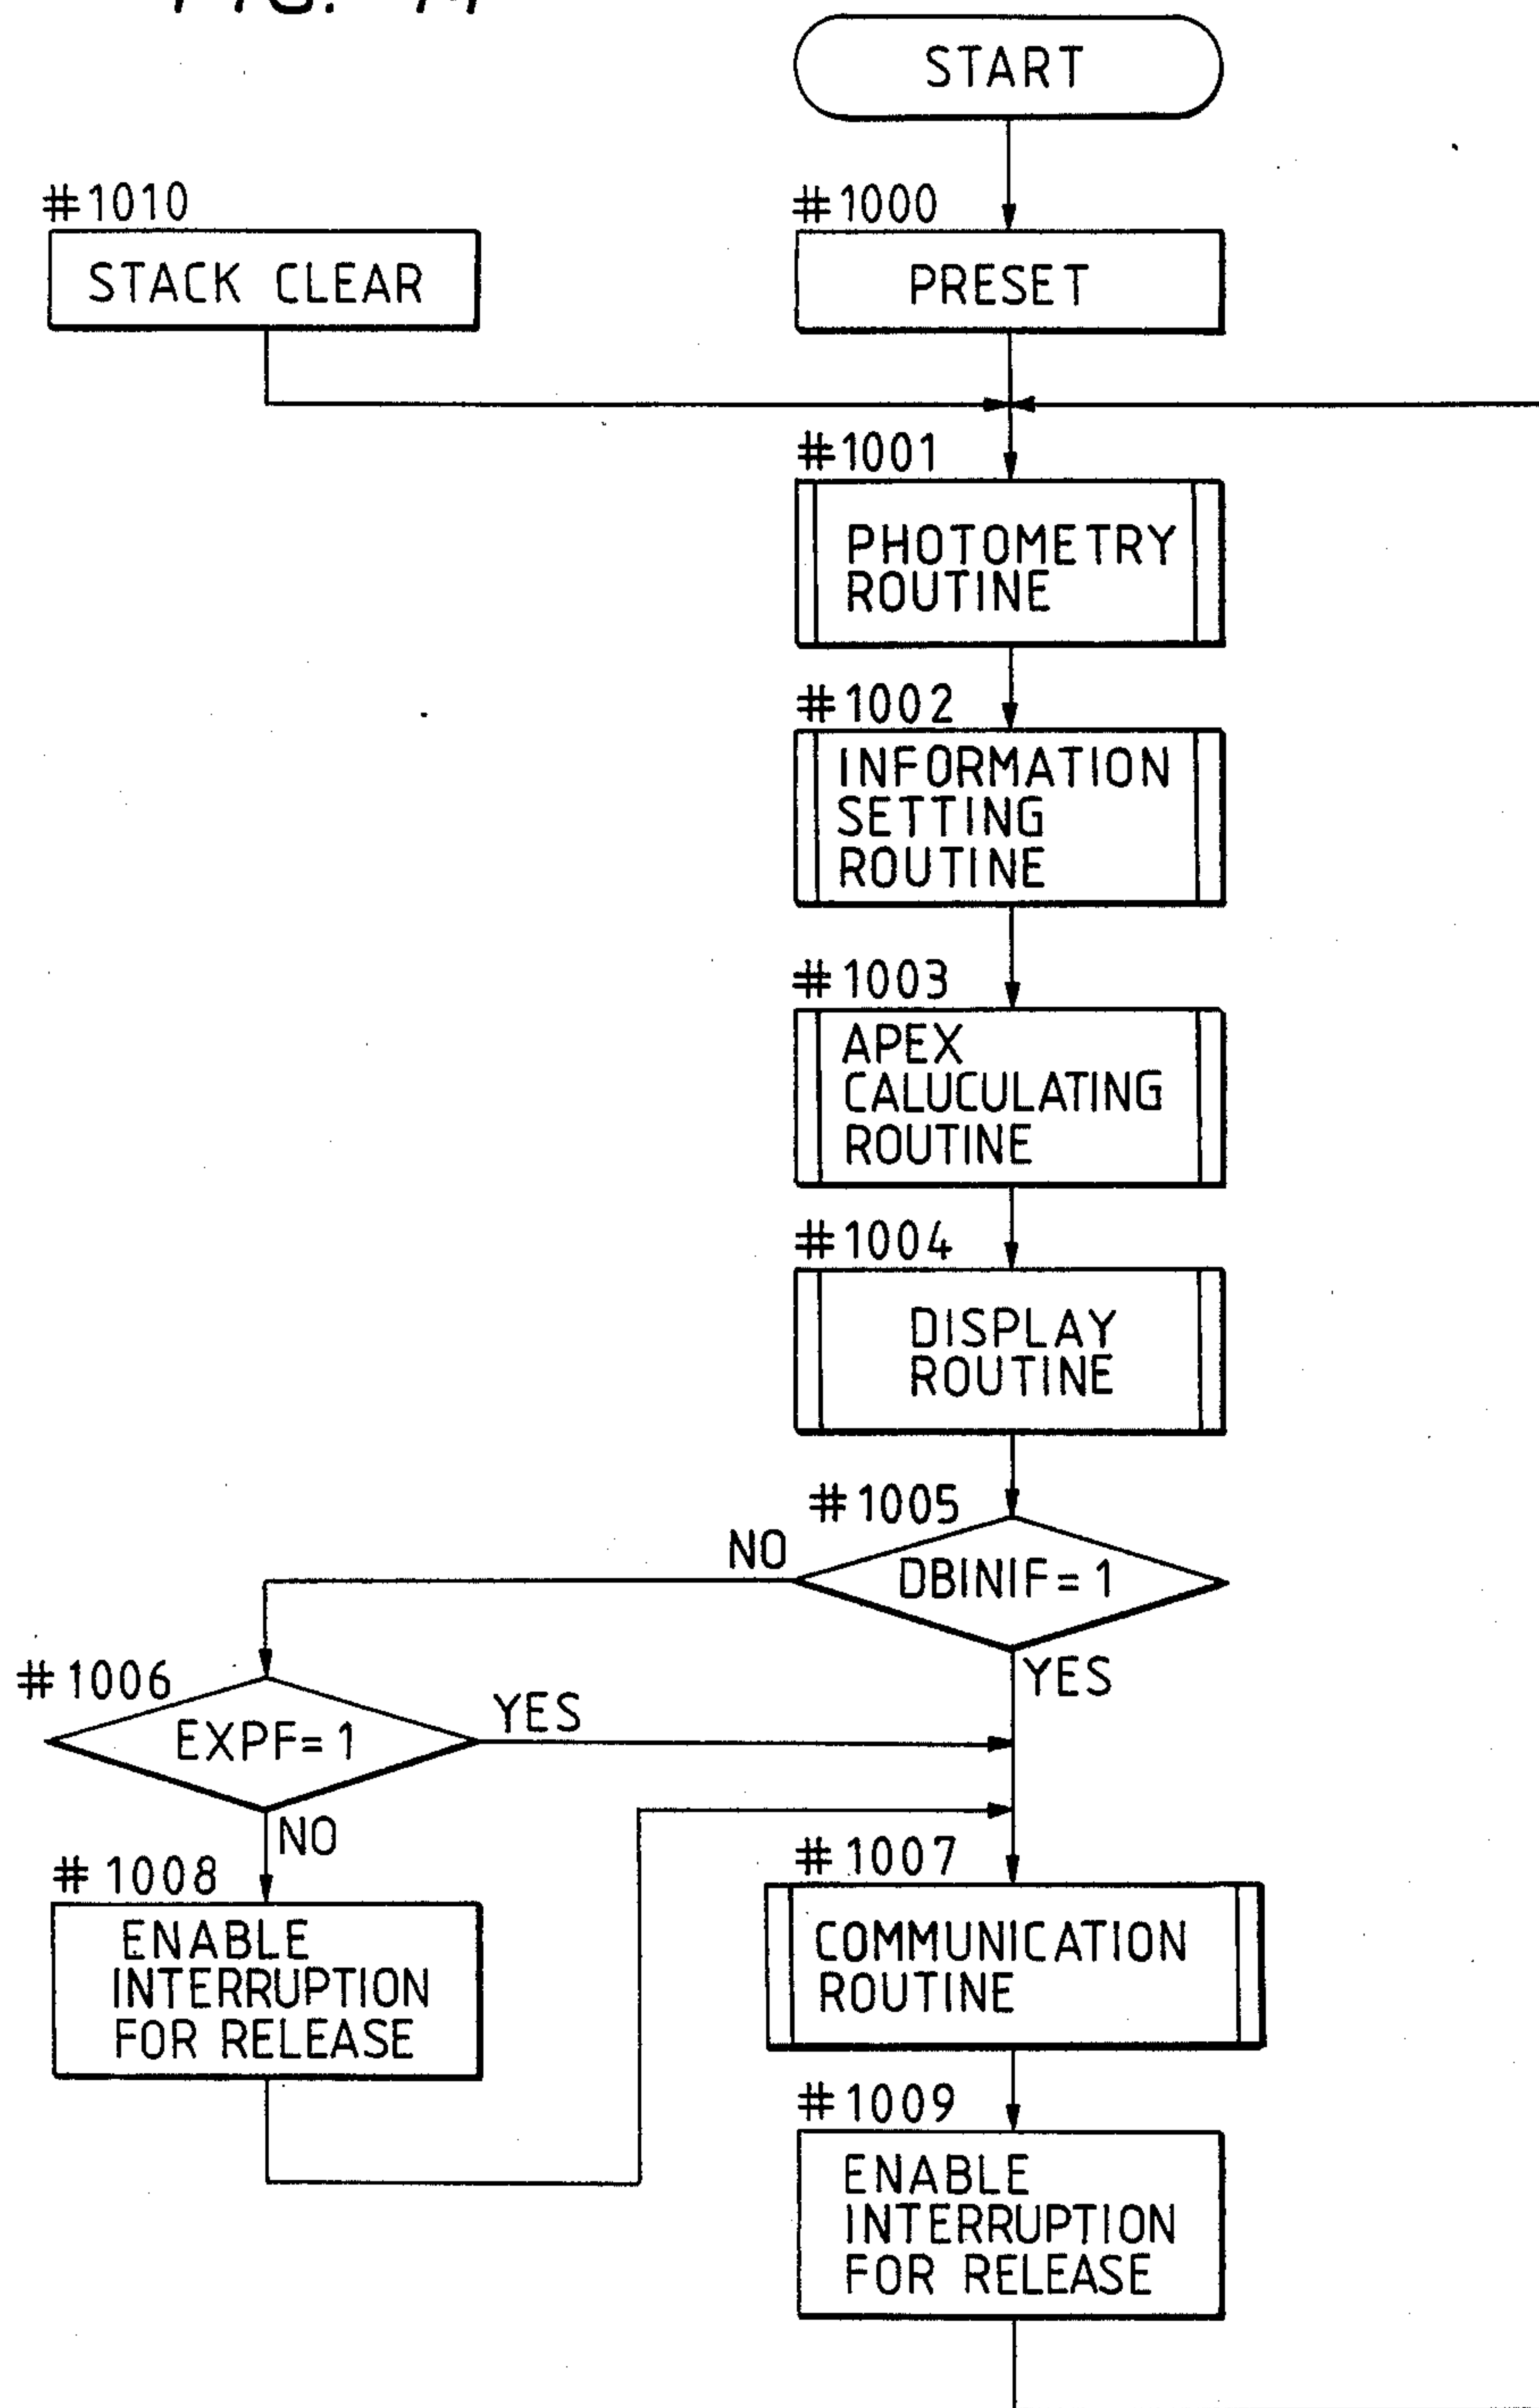 START
#1010
STACK CLEAR
#1000
PRESET
#1001
PHOTOMETRY
ROUTINE
#1002
INFORMATION
SETTING
ROUTINE
#1003
APEX
CALUCULATING
ROUTINE
#1004
DISPLAY
ROUTINE
#1005
DBINIF=1
NO
YES
#1006
EXPF=1
YES
NO
#1008
ENABLE
INTERRUPTION
FOR RELEASE
#1007
COMMUNICATION
ROUTINE
#1009
ENABLE
INTERRUPTION
FOR RELEASE